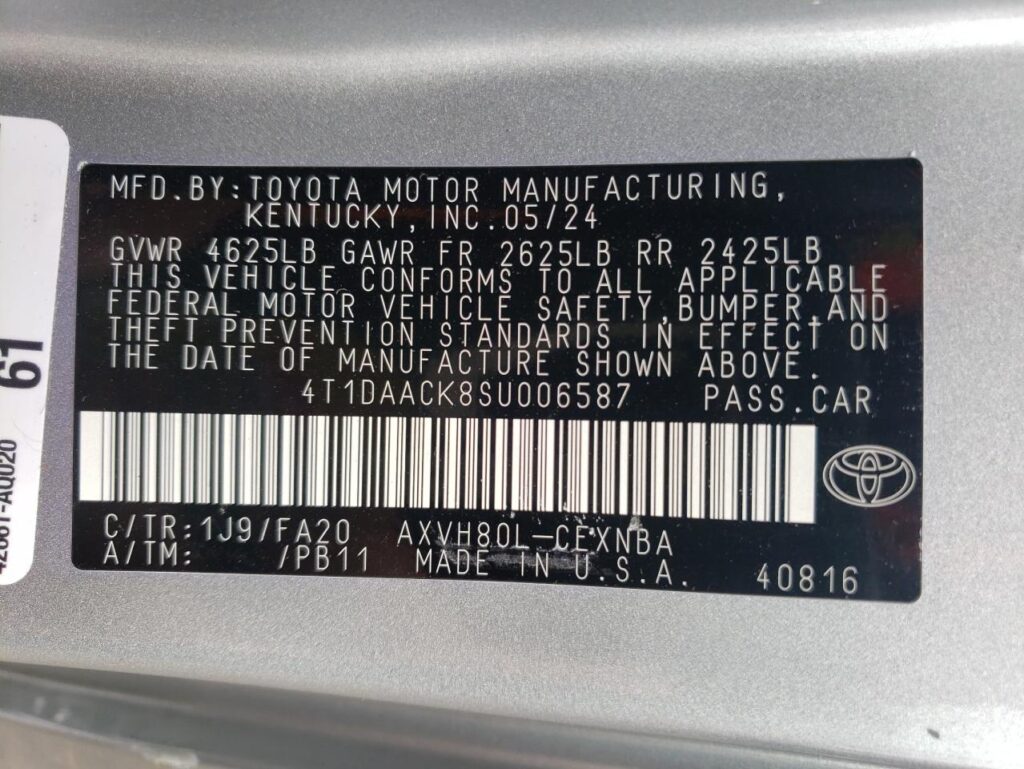 MFD.BY:TOYOTA MOTOR MANUFACTURING,
KENTUCKY,INC.05/24
GVWR 4625LB GAWR FR 2625LB RR 2425LB
THIS VEHICLE CONFORMS TO ALL APPLICABLE
FEDERAL MOTOR VEHICLE SAFETY,BUMPER,AND
THEFT PREVENTION STANDARDS IN EFFECT ON
THE DATE OF MANUFACTURE SHOWN ABOVE.
4T1DAACK8SU006587 PASS.CAR
C/TR:1J9/FA20 AXVH80L-CEXNBA
A/TM: /PB11 MADE IN U.S.A. 40816
61